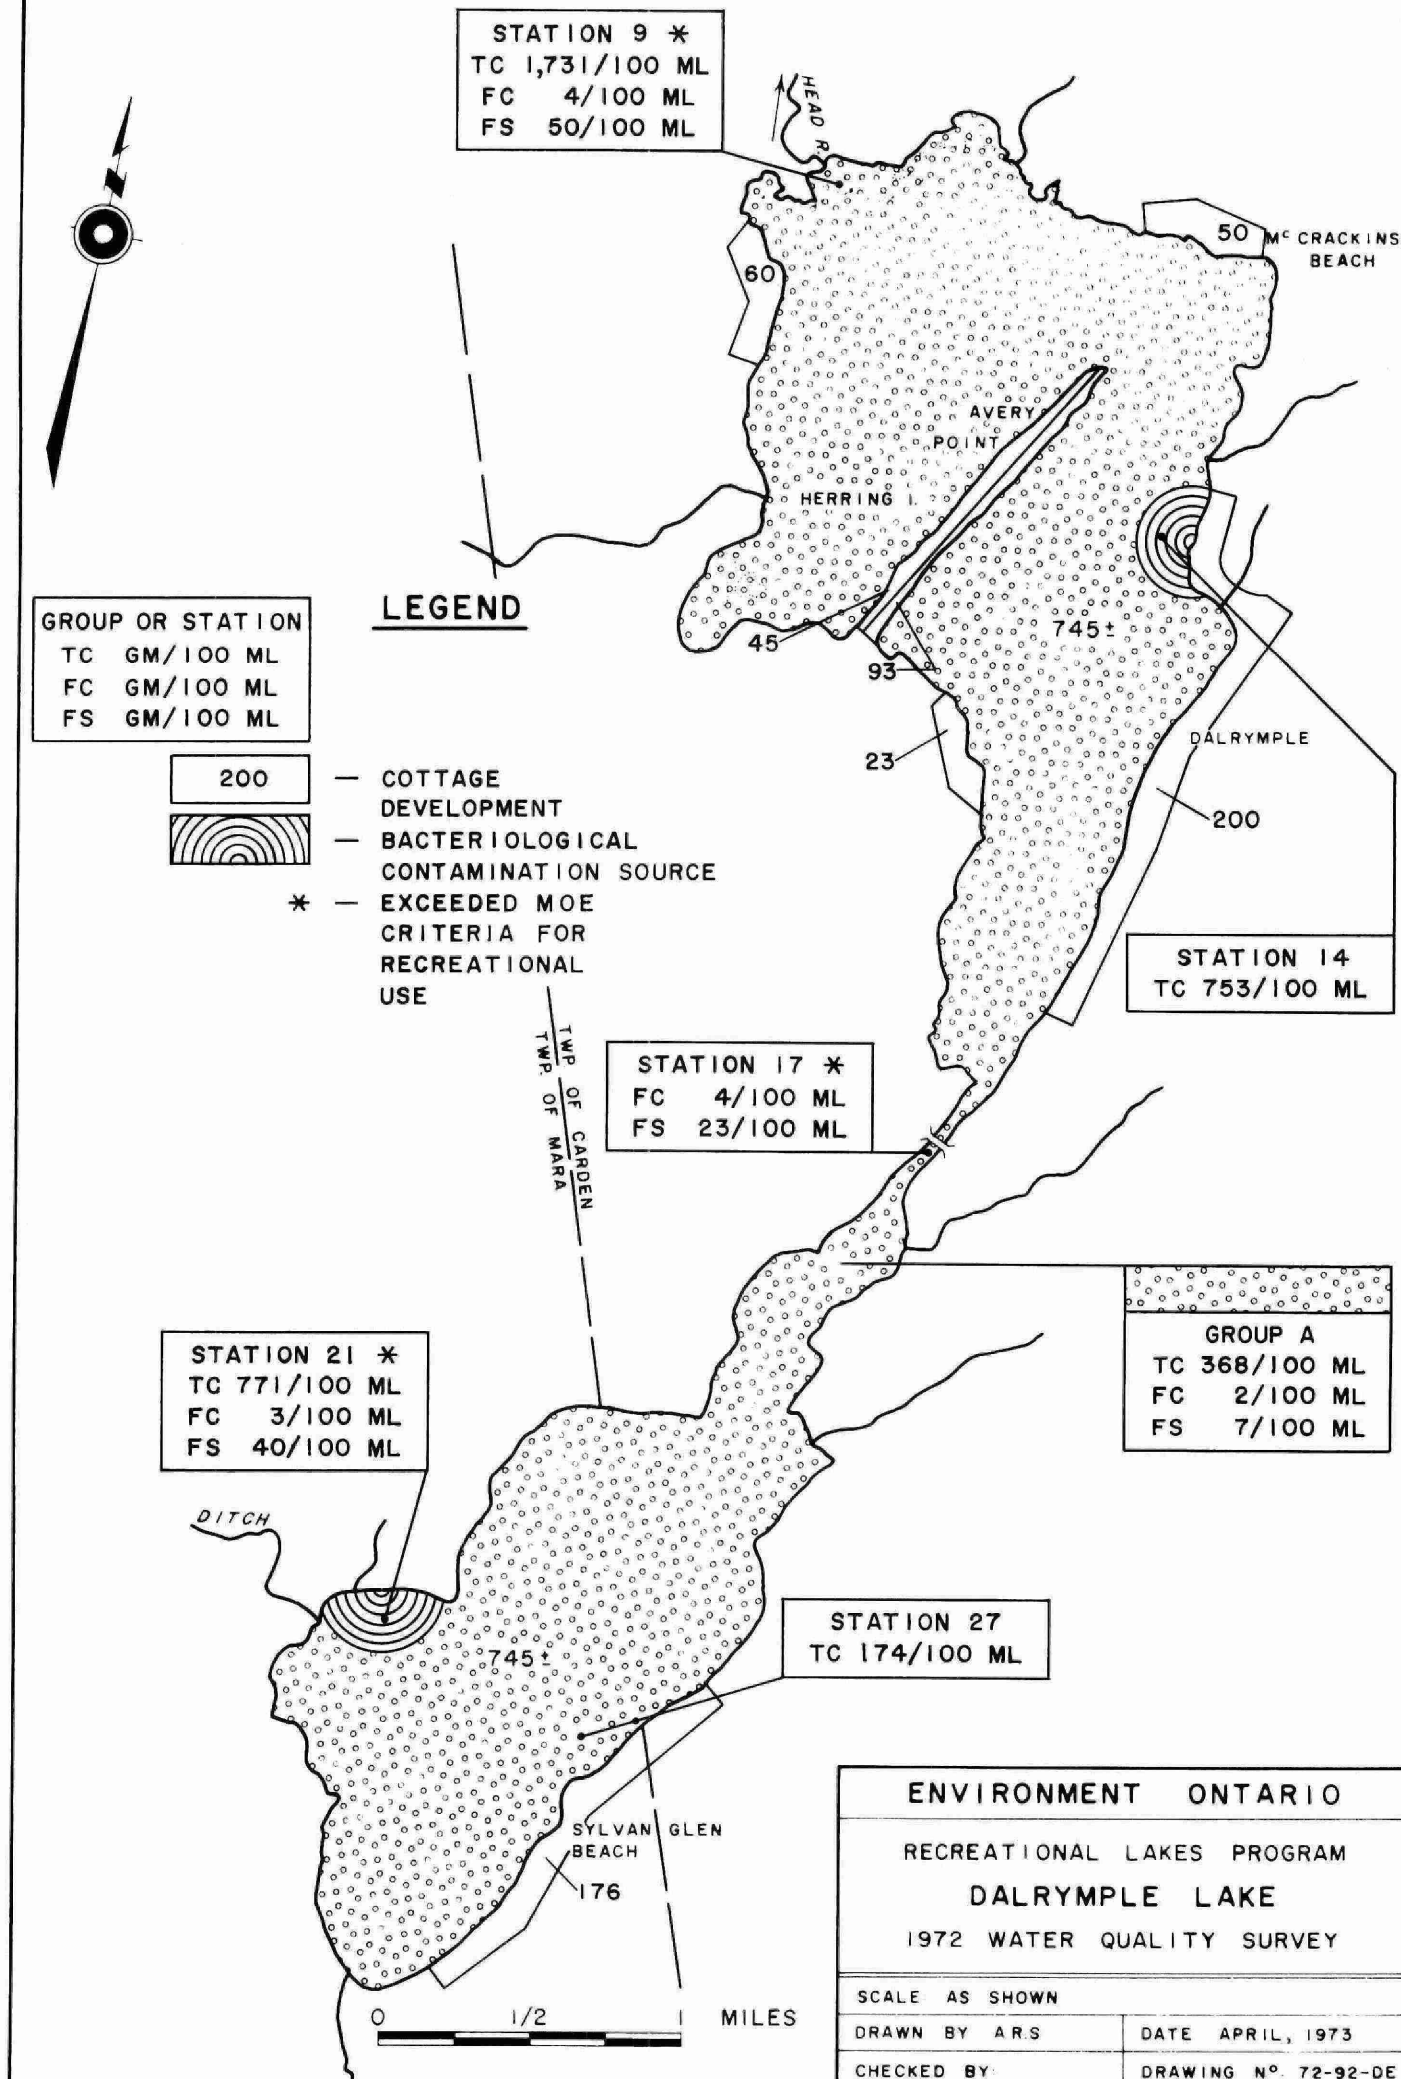 STATION 9 *
TC 1,731/100 ML
FC 4/100 ML
FS 50/100 ML
HEAD R.
50
Mc CRACKINS
BEACH
60
AVERY
POINT
HERRING I.
45
93
745±
23
DALRYMPLE
200
STATION 14
TC 753/100 ML
LEGEND
GROUP OR STATION
TC GM/100 ML
FC GM/100 ML
FS GM/100 ML
200 — COTTAGE
DEVELOPMENT
— BACTERIOLOGICAL
CONTAMINATION SOURCE
* — EXCEEDED MOE
CRITERIA FOR
RECREATIONAL
USE
TWP. OF CARDEN
TWP. OF MARA
STATION 17 *
FC 4/100 ML
FS 23/100 ML
GROUP A
TC 368/100 ML
FC 2/100 ML
FS 7/100 ML
STATION 21 *
TC 771/100 ML
FC 3/100 ML
FS 40/100 ML
DITCH
745±
STATION 27
TC 174/100 ML
SYLVAN GLEN
BEACH
176
0 1/2 1 MILES
ENVIRONMENT ONTARIO
RECREATIONAL LAKES PROGRAM
DALRYMPLE LAKE
1972 WATER QUALITY SURVEY
SCALE AS SHOWN
DRAWN BY A.R.S
DATE APRIL, 1973
CHECKED BY:
DRAWING Nº. 72-92-DE